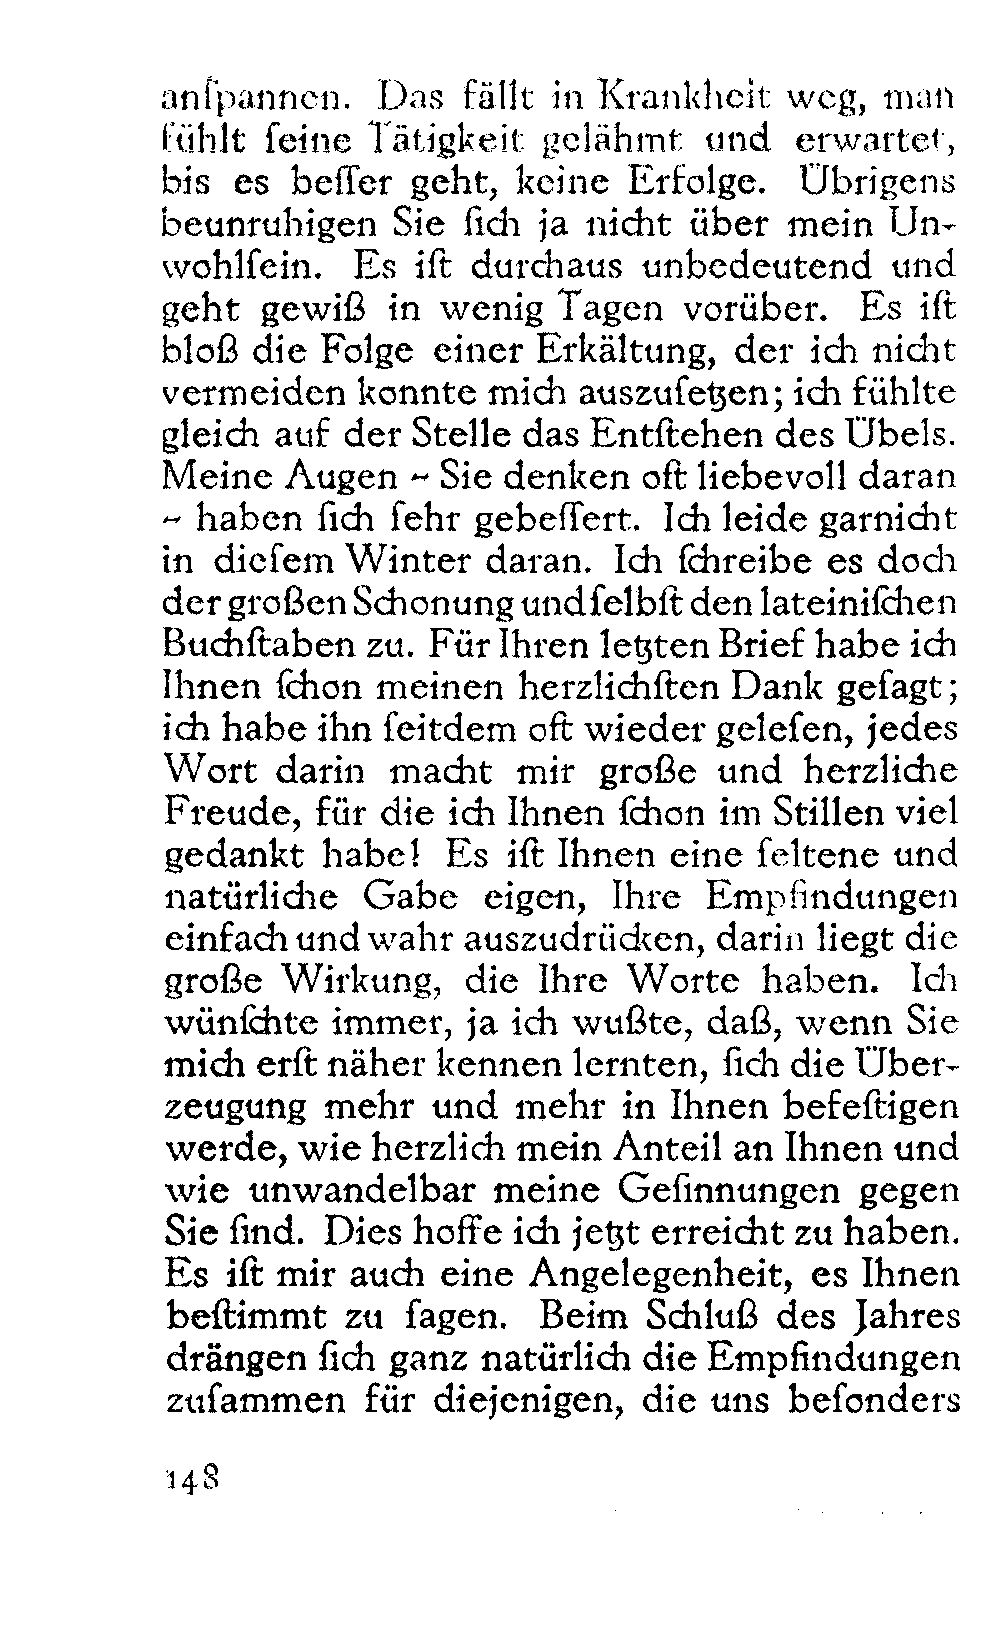 anſpannen. Das fällt in Krankheit weg, man
fühlt ſeine Tätigkeit gelähmt und erwartet,
bis es beſſer geht, keine Erfolge. Übrigens
beunruhigen Sie ſich ja nicht über mein Un-
wohlſein. Es iſt durchaus unbedeutend und
geht gewiß in wenig Tagen vorüber. Es iſt
bloß die Folge einer Erkältung, der ich nicht
vermeiden konnte mich auszuſetzen; ich fühlte
gleich auf der Stelle das Entſtehen des Übels.
Meine Augen ~ Sie denken oft liebevoll daran
~ haben ſich ſehr gebeſſert. Ich leide garnicht
in dieſem Winter daran. Ich ſchreibe es doch
der großen Schonung und ſelbſt den lateiniſchen
Buchſtaben zu. Für Ihren letzten Brief habe ich
Ihnen ſchon meinen herzlichſten Dank geſagt;
ich habe ihn ſeitdem oft wieder geleſen, jedes
Wort darin macht mir große und herzliche
Freude, für die ich Ihnen ſchon im Stillen viel
gedankt habe! Es iſt Ihnen eine ſeltene und
natürliche Gabe eigen, Ihre Empfindungen
einfach und wahr auszudrücken, darin liegt die
große Wirkung, die Ihre Worte haben. Ich
wünſchte immer, ja ich wußte, daß, wenn Sie
mich erſt näher kennen lernten, ſich die Über-
zeugung mehr und mehr in Ihnen befeſtigen
werde, wie herzlich mein Anteil an Ihnen und
wie unwandelbar meine Geſinnungen gegen
Sie ſind. Dies hoffe ich jetzt erreicht zu haben.
Es iſt mir auch eine Angelegenheit, es Ihnen
beſtimmt zu ſagen. Beim Schluß des Jahres
drängen ſich ganz natürlich die Empfindungen
zuſammen für diejenigen, die uns beſonders
148